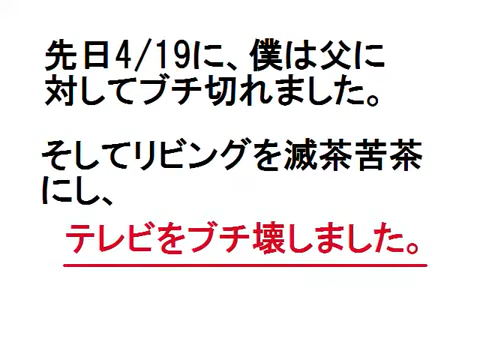 先日4/19に、僕は父に
対してブチ切れました。
そしてリビングを滅茶苦茶
にし、
テレビをブチ壊しました。